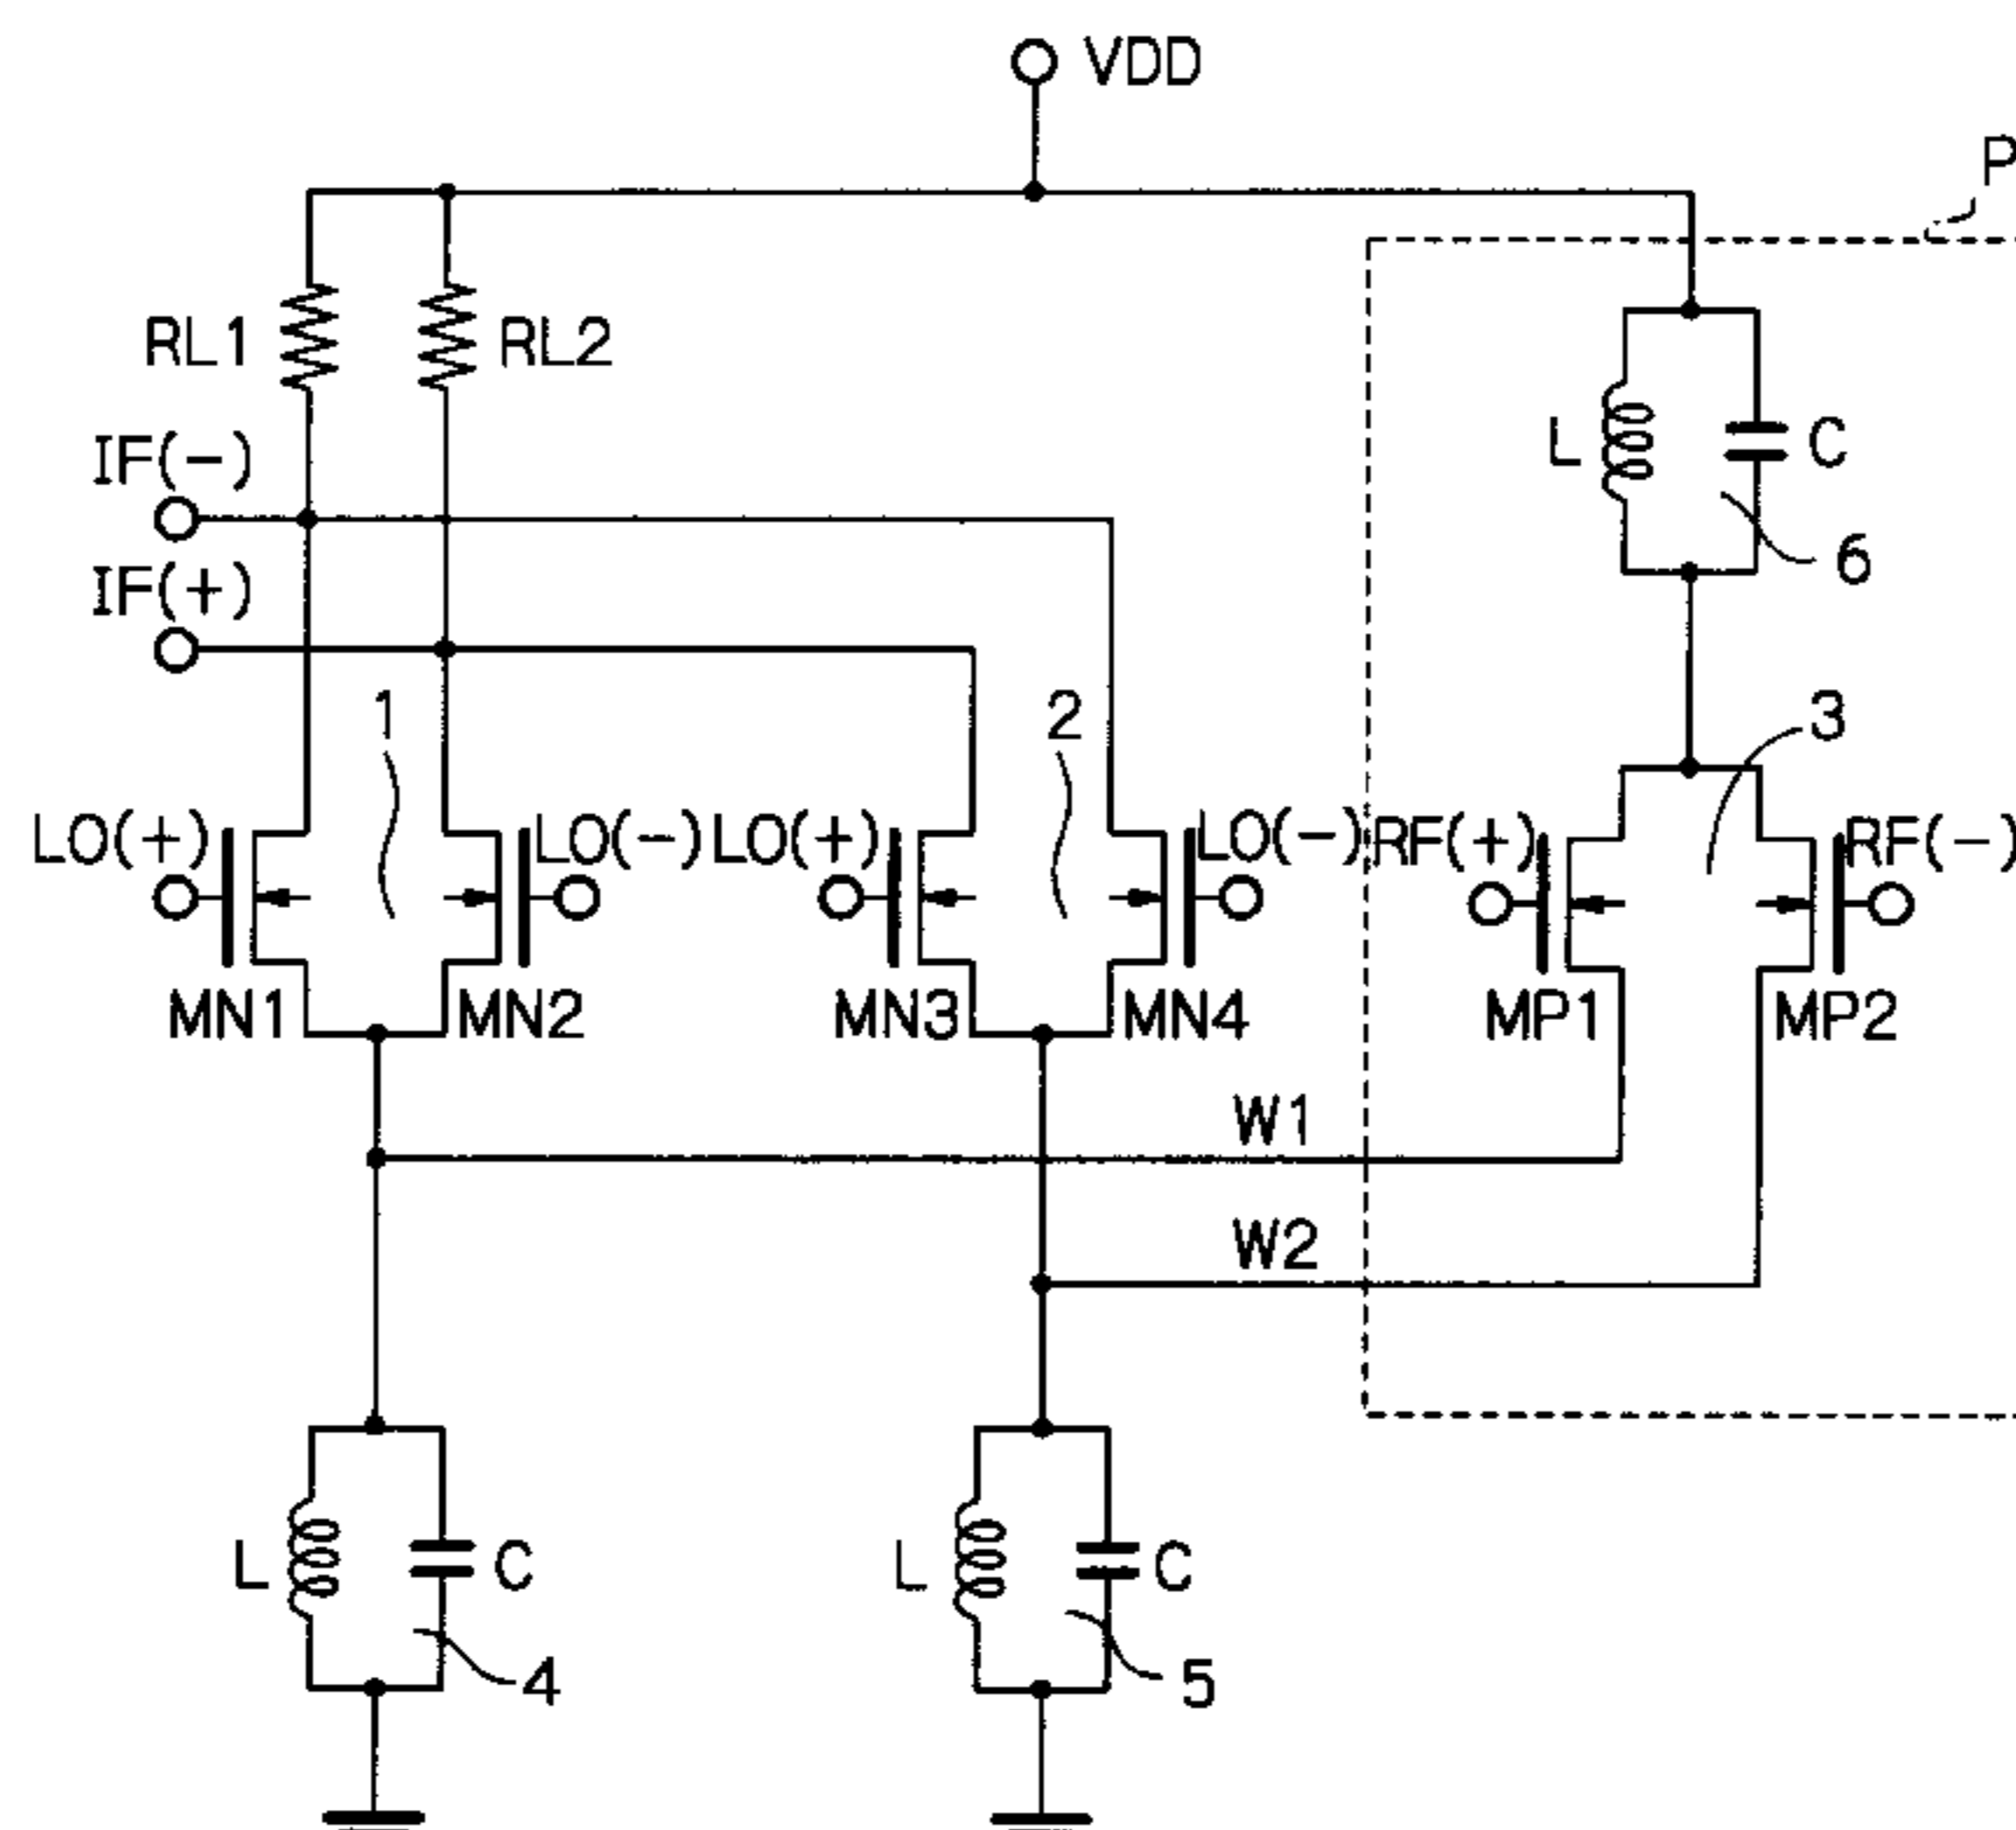 VDD
P
RL1
RL2
IF(-)
L
C
6
IF(+)
1
2
3
LO(+)
LO(-)
LO(+)
LO(-)
RF(+)
RF(-)
MN1
MN2
MN3
MN4
MP1
MP2
W1
W2
L
C
4
L
C
5